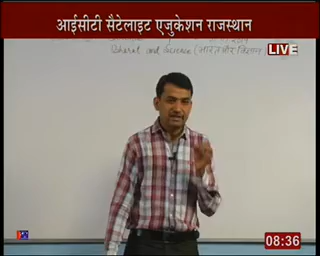 आईसीटी सैटेलाइट एजुकेशन राजस्थान
LIVE
Bharat and Science (भारत और विज्ञान)
08:36